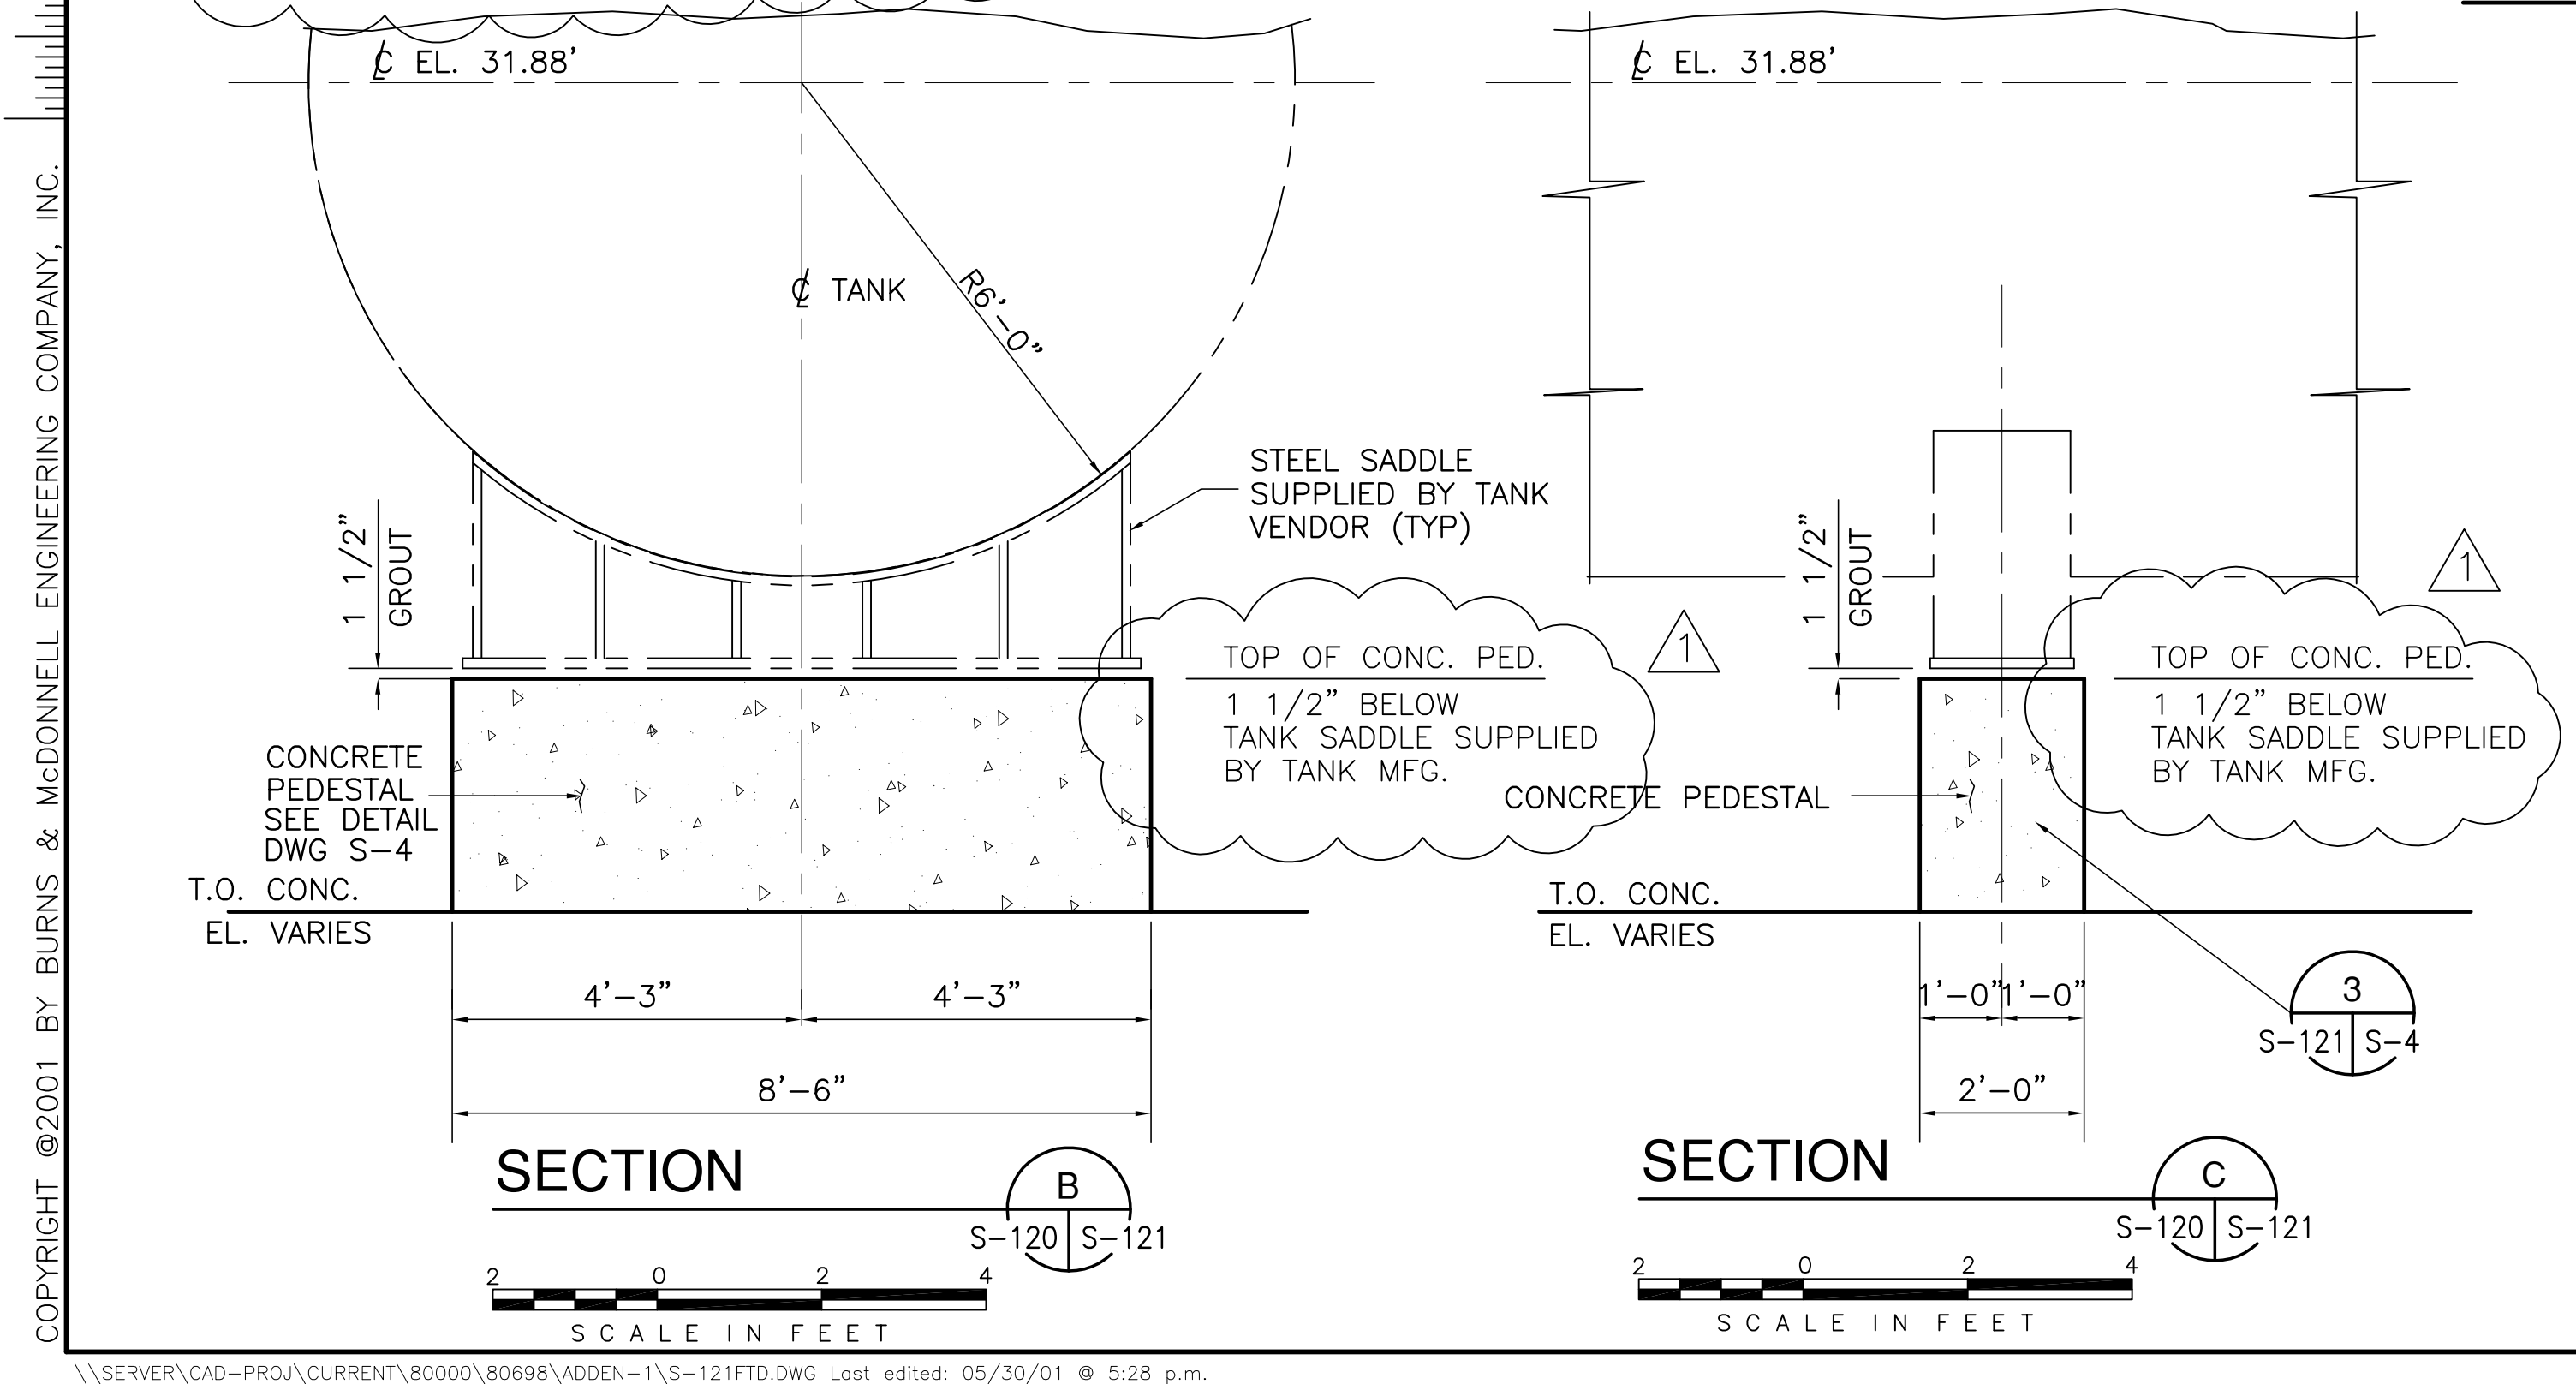 COPYRIGHT @2001 BY BURNS & McDONNELL ENGINEERING COMPANY, INC.
℄ EL. 31.88’
℄ TANK
R6’-0”
STEEL SADDLE
SUPPLIED BY TANK
VENDOR (TYP)
1 1/2”
GROUT
TOP OF CONC. PED.
1 1/2” BELOW
TANK SADDLE SUPPLIED
BY TANK MFG.
1
CONCRETE
PEDESTAL
SEE DETAIL
DWG S-4
T.O. CONC.
EL. VARIES
4’-3”
4’-3”
8’-6”
SECTION
B
S-120
S-121
2 0 2 4
SCALE IN FEET
℄ EL. 31.88’
1 1/2”
GROUT
1
TOP OF CONC. PED.
1 1/2” BELOW
TANK SADDLE SUPPLIED
BY TANK MFG.
CONCRETE PEDESTAL
T.O. CONC.
EL. VARIES
1’-0”
1’-0”
2’-0”
3
S-121
S-4
SECTION
C
S-120
S-121
2 0 2 4
SCALE IN FEET
\\SERVER\CAD-PROJ\CURRENT\80000\80698\ADDEN-1\S-121FTD.DWG Last edited: 05/30/01 @ 5:28 p.m.